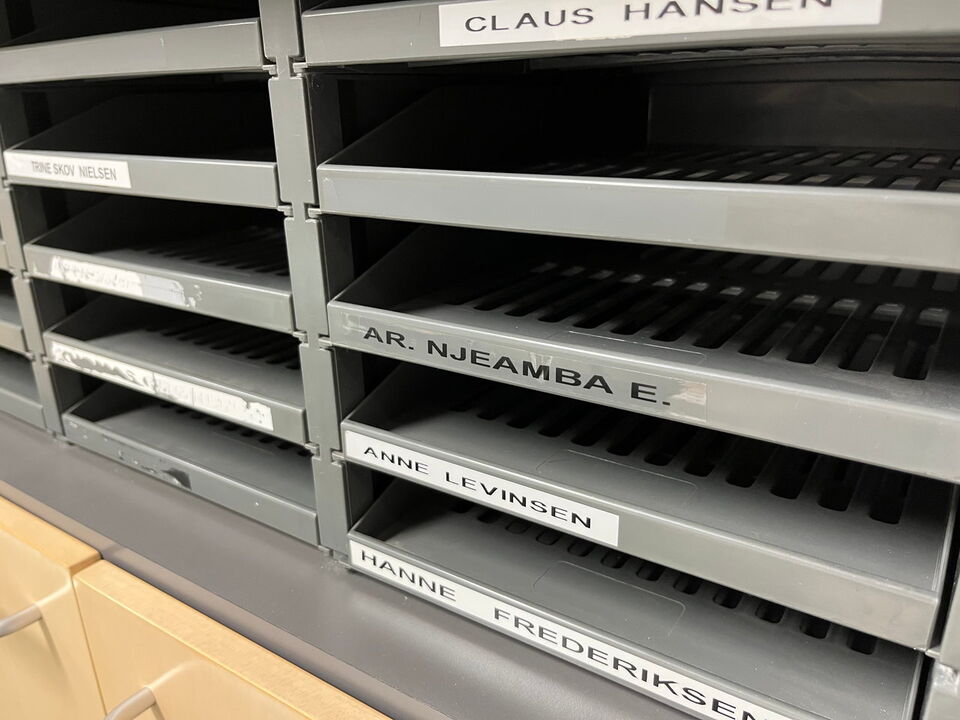 CLAUS HANSEN
TRINE SKOV NIELSEN
AR. NJEAMBA E.
ANNE LEVINSEN
HANNE FREDERIKSEN